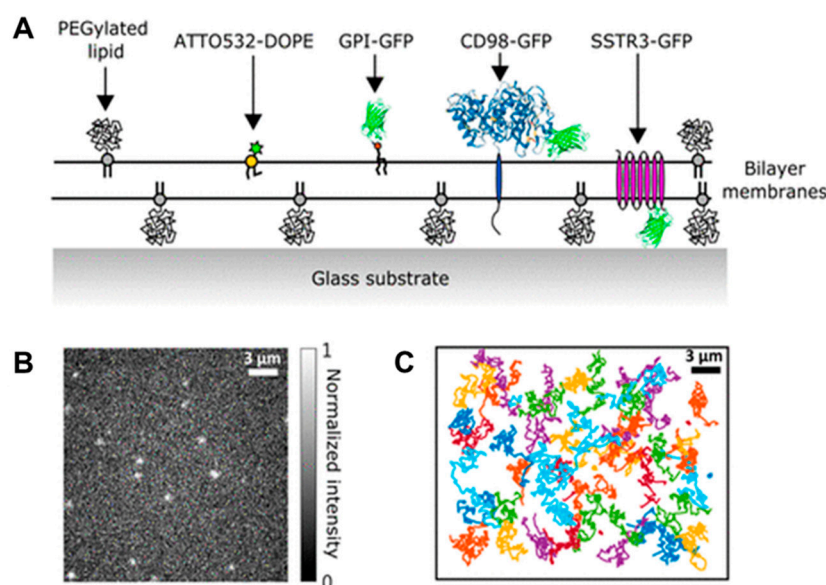 A
PEGylated
lipid
ATTO532-DOPE
GPI-GFP
CD98-GFP
SSTR3-GFP
Bilayer
membranes
Glass substrate
B
3 μm
1
Normalized intensity
0
C
3 μm